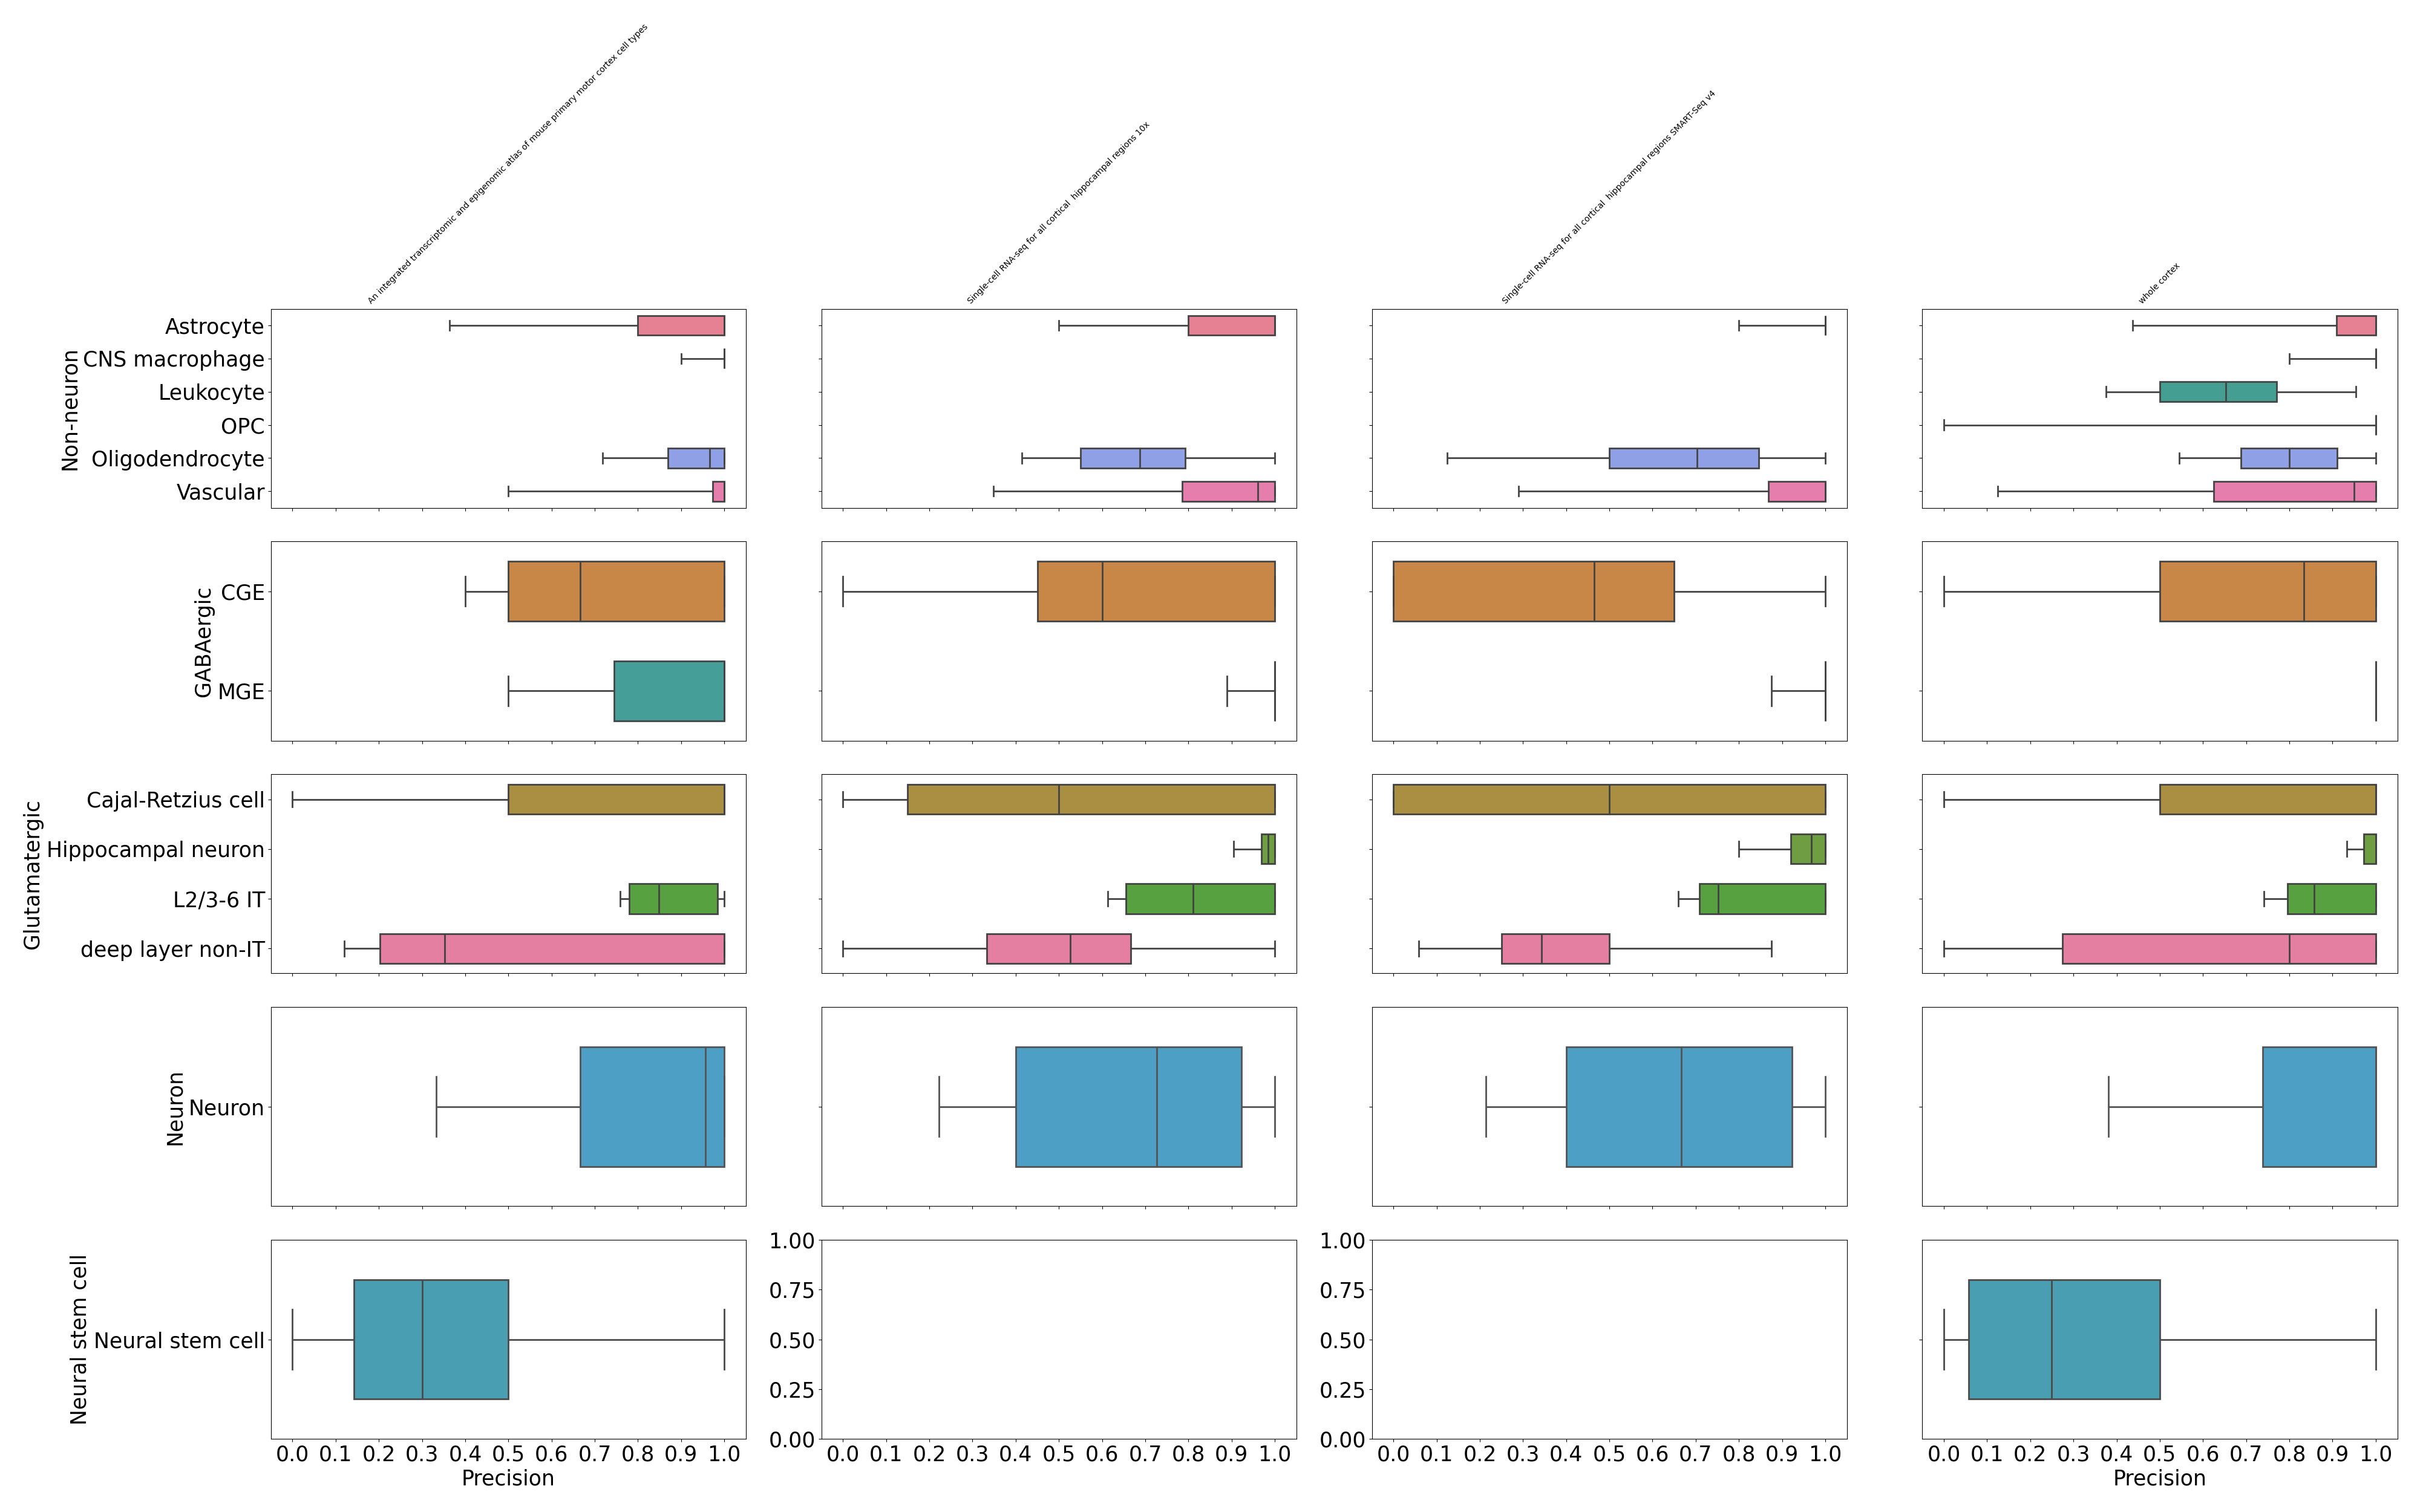 An integrated transcriptomic and epigenomic atlas of mouse primary motor cortex cell types
Single-cell RNA-seq for all cortical  hippocampal regions 10x
Single-cell RNA-seq for all cortical  hippocampal regions SMART-Seq v4
whole cortex
Non-neuron
Astrocyte
CNS macrophage
Leukocyte
OPC
Oligodendrocyte
Vascular
GABAergic
CGE
MGE
Glutamatergic
Cajal-Retzius cell
Hippocampal neuron
L2/3-6 IT
deep layer non-IT
Neuron
Neuron
Neural stem cell
Neural stem cell
1.00
0.75
0.50
0.25
0.00
1.00
0.75
0.50
0.25
0.00
0.0 0.1 0.2 0.3 0.4 0.5 0.6 0.7 0.8 0.9 1.0
Precision
0.0 0.1 0.2 0.3 0.4 0.5 0.6 0.7 0.8 0.9 1.0
0.0 0.1 0.2 0.3 0.4 0.5 0.6 0.7 0.8 0.9 1.0
0.0 0.1 0.2 0.3 0.4 0.5 0.6 0.7 0.8 0.9 1.0
Precision